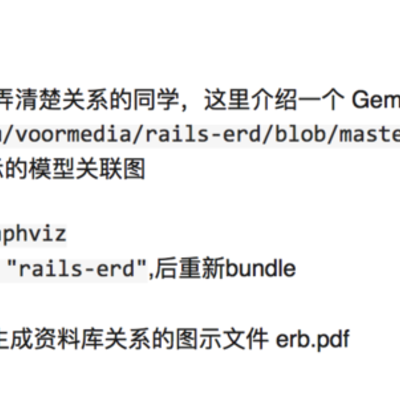 弄清楚关系的同学，这里介绍一个 Gem
/voormedia/rails-erd/blob/maste
的模型关联图
phviz
"rails-erd",后重新bundle
生成资料库关系的图示文件 erb.pdf